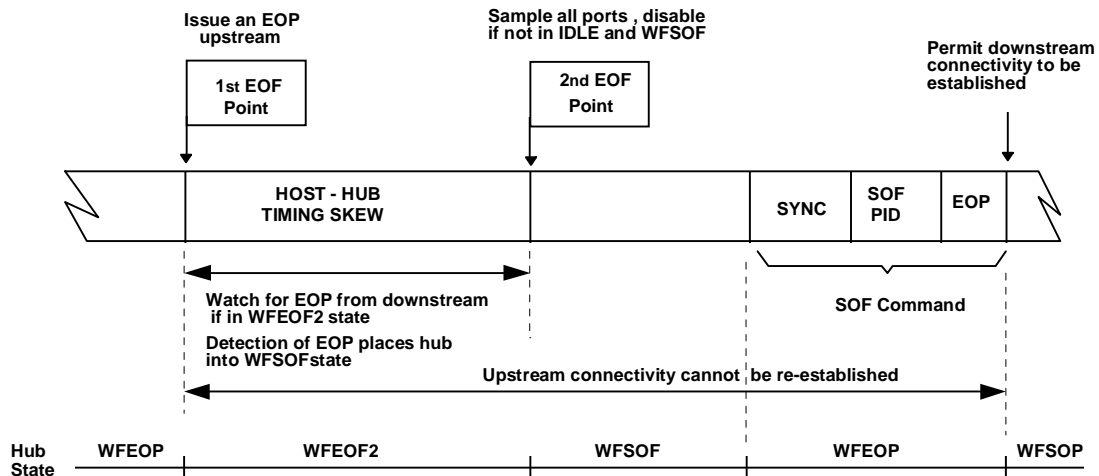 Issue an EOP
upstream
1st EOF
Point
Sample all ports , disable
if not in IDLE and WFSOF
2nd EOF
Point
Permit downstream
connectivity to be
established
HOST - HUB
TIMING SKEW
SYNC
SOF
PID
EOP
Watch for EOP from downstream
if in WFEOF2 state
Detection of EOP places hub
into WFSOFstate
SOF Command
Upstream connectivity cannot be re-established
Hub
State
WFEOP
WFEOF2
WFSOF
WFEOP
WFSOP